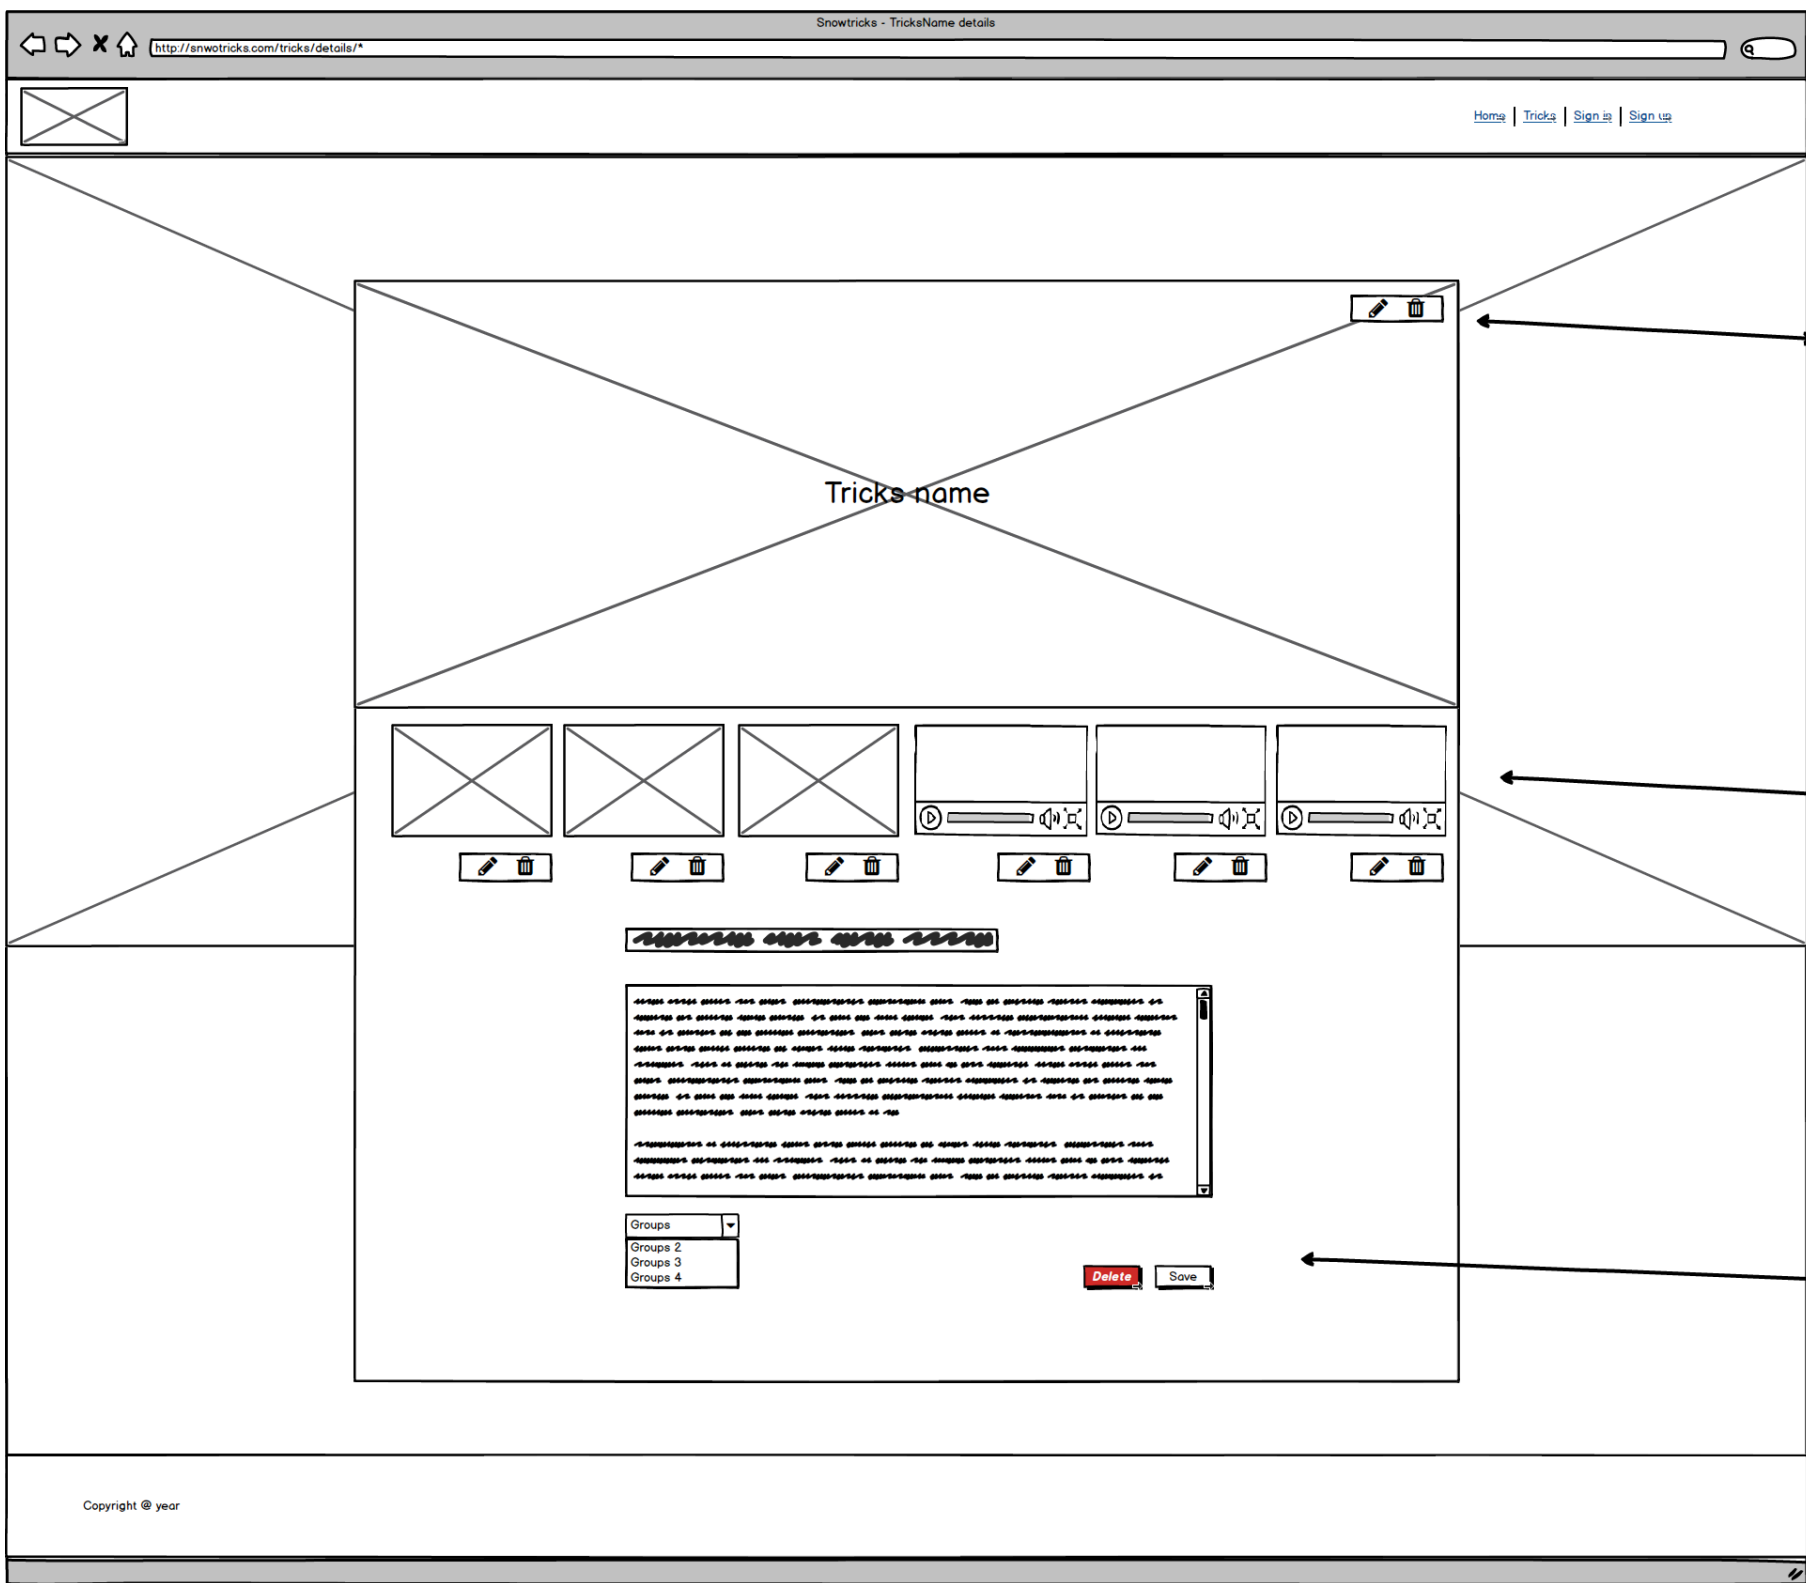 Snowtricks - TricksName details
http://snwotricks.com/tricks/details/*
Home | Tricks | Sign in | Sign up
Tricks name
Groups
Groups 2
Groups 3
Groups 4
Delete
Save
Copyright @ year